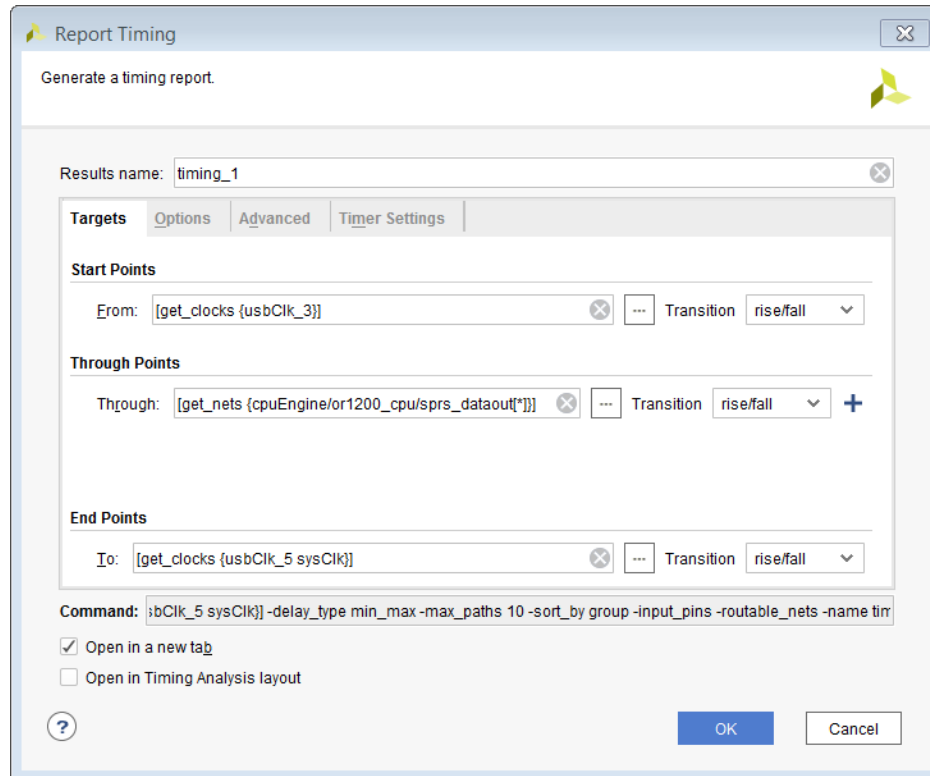 Report Timing
Generate a timing report.
Results name: timing_1
Targets Options Advanced Timer Settings
Start Points
From: [get_clocks {usbClk_3}] ... Transition rise/fall
Through Points
Through: [get_nets {cpuEngine/or1200_cpu/sprs_dataout[*]}] ... Transition rise/fall +
End Points
To: [get_clocks {usbClk_5 sysClk}] ... Transition rise/fall
Command: sbClk_5 sysClk}] -delay_type min_max -max_paths 10 -sort_by group -input_pins -routable_nets -name tim
Open in a new tab
Open in Timing Analysis layout
? OK Cancel